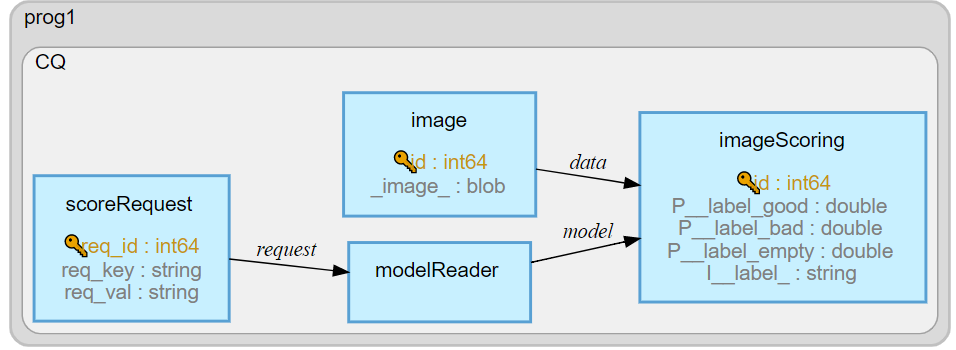 prog1
CQ
scoreRequest
req_id : int64
req_key : string
req_val : string
request
image
id : int64
_image_ : blob
modelReader
data
model
imageScoring
id : int64
P__label_good : double
P__label_bad : double
P__label_empty : double
I__label_ : string